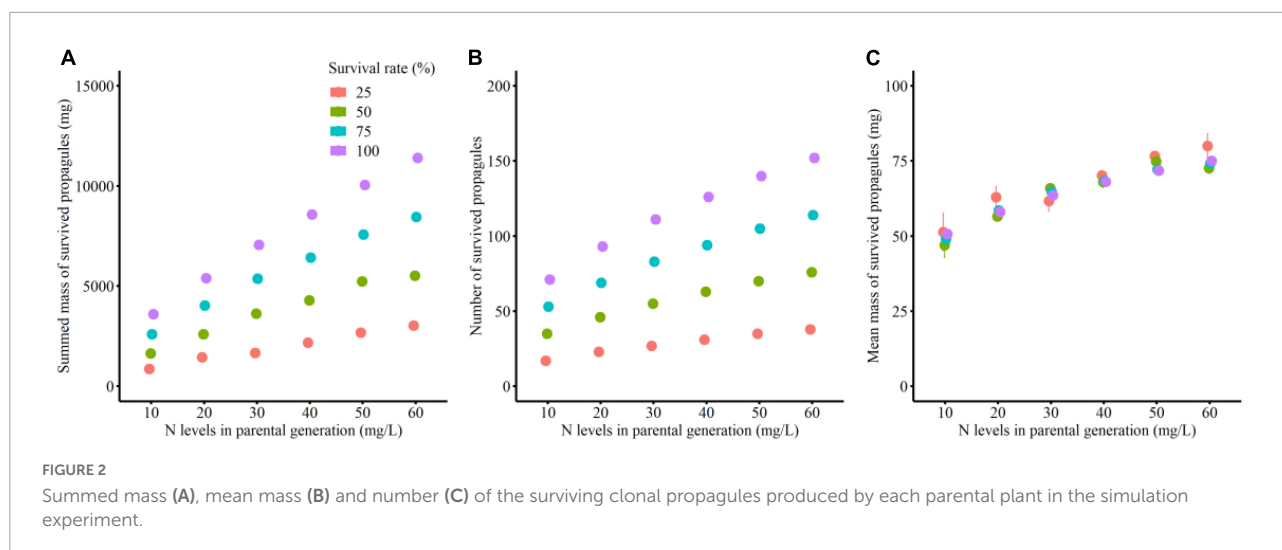 A
Summed mass of survived propagules (mg)
15000
10000
5000
0
Survival rate (%)
25
50
75
100
10 20 30 40 50 60
N levels in parental generation (mg/L)
B
Number of survived propagules
200
150
100
50
0
10 20 30 40 50 60
N levels in parental generation (mg/L)
C
Mean mass of survived propagules (mg)
100
75
50
25
0
10 20 30 40 50 60
N levels in parental generation (mg/L)
FIGURE 2
Summed mass (A), mean mass (B) and number (C) of the surviving clonal propagules produced by each parental plant in the simulation
experiment.